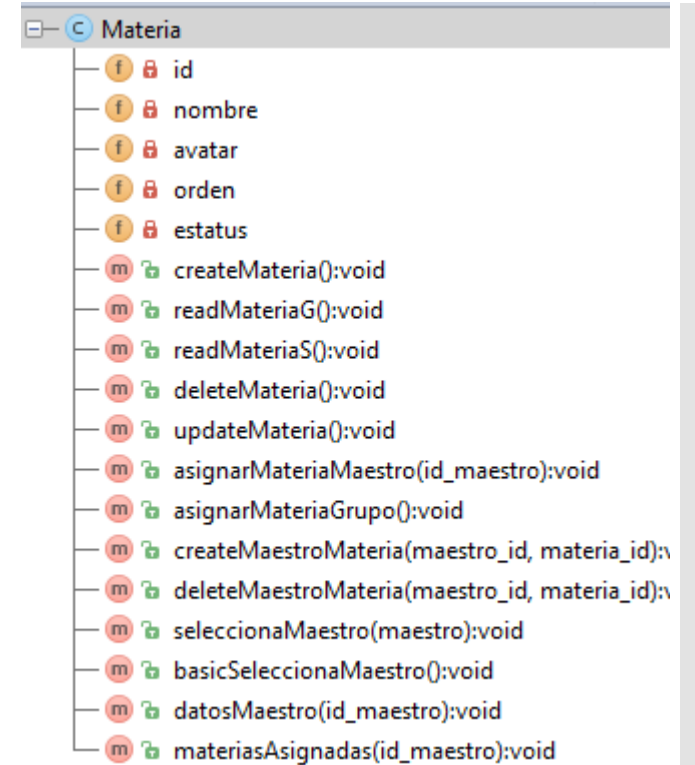 C Materia
f id
f nombre
f avatar
f orden
f estatus
m createMateria():void
m readMateriaG():void
m readMateriaS():void
m deleteMateria():void
m updateMateria():void
m asignarMateriaMaestro(id_maestro):void
m asignarMateriaGrupo():void
m createMaestroMateria(maestro_id, materia_id):v
m deleteMaestroMateria(maestro_id, materia_id):v
m seleccionaMaestro(maestro):void
m basicSeleccionaMaestro():void
m datosMaestro(id_maestro):void
m materiasAsignadas(id_maestro):void